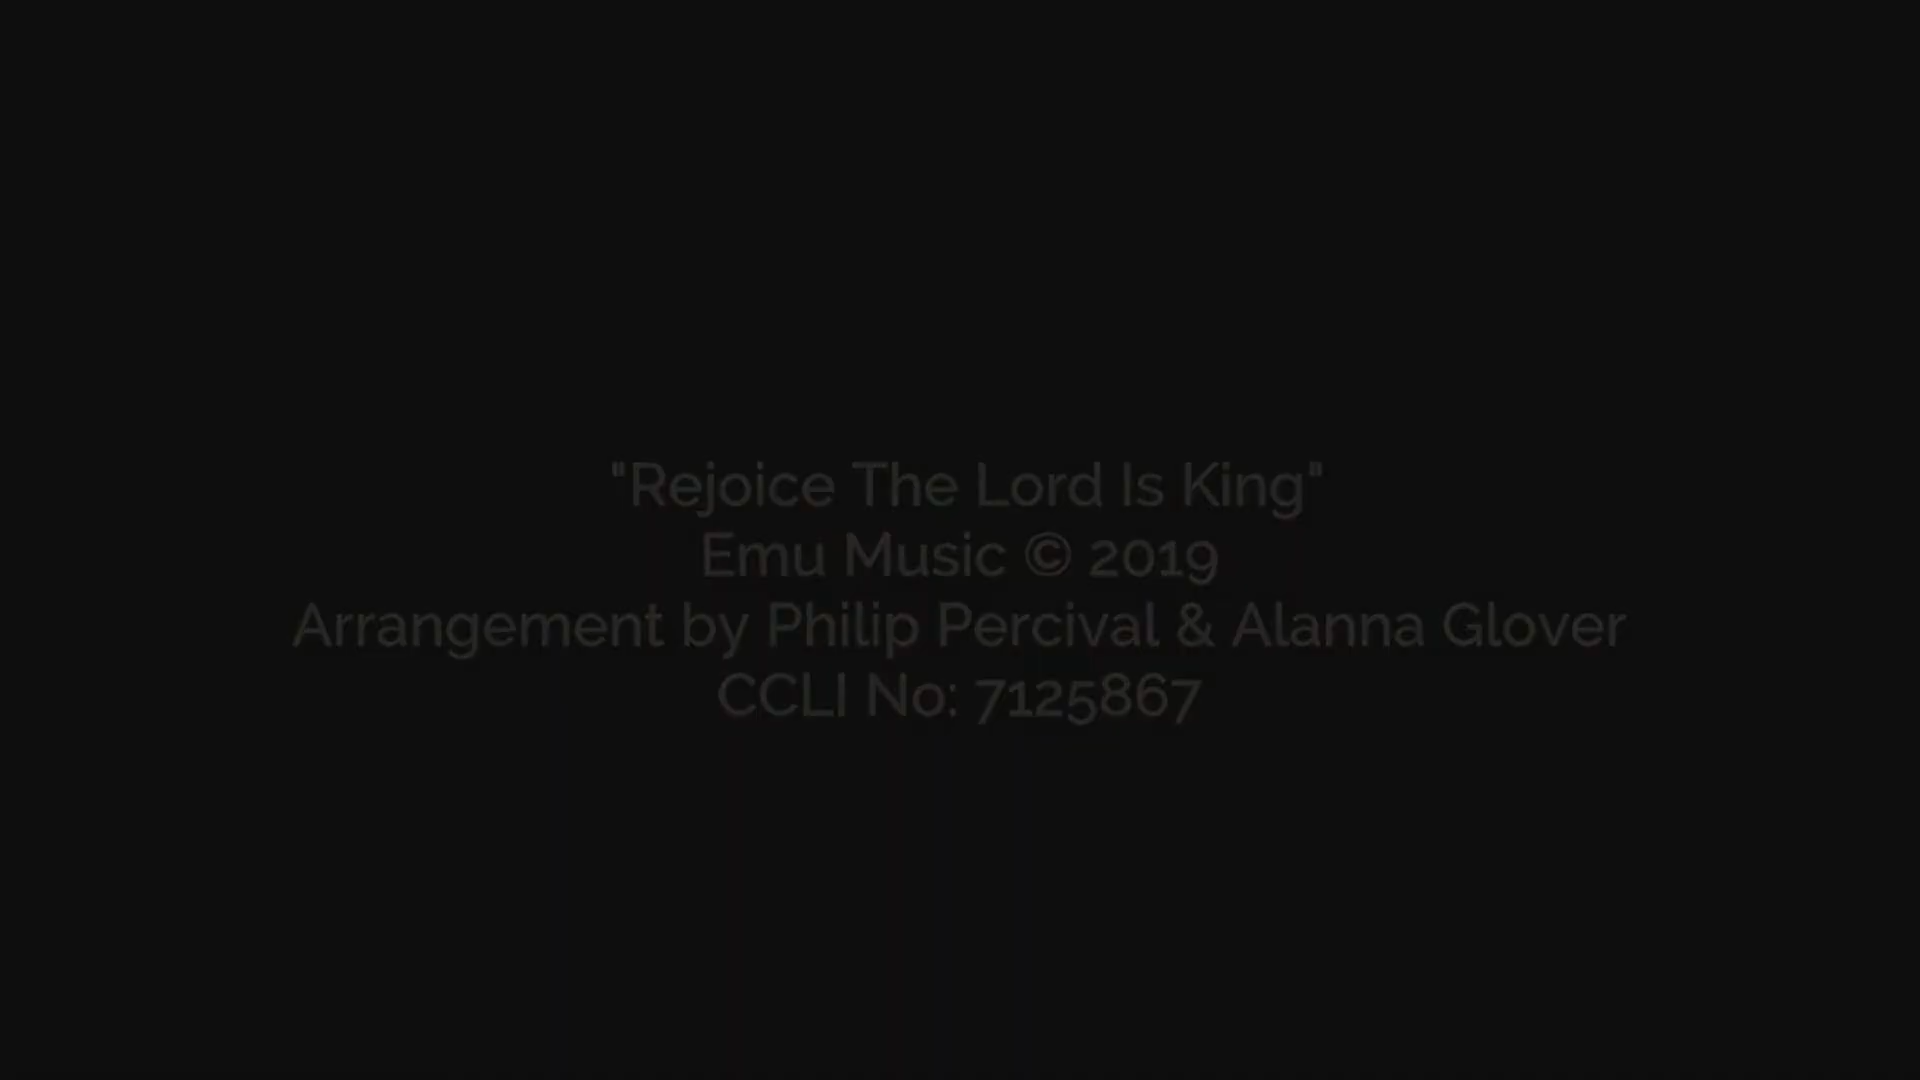 "Rejoice The Lord Is King"
Emu Music © 2019
Arrangement by Philip Percival & Alanna Glover
CCLI No: 7125867